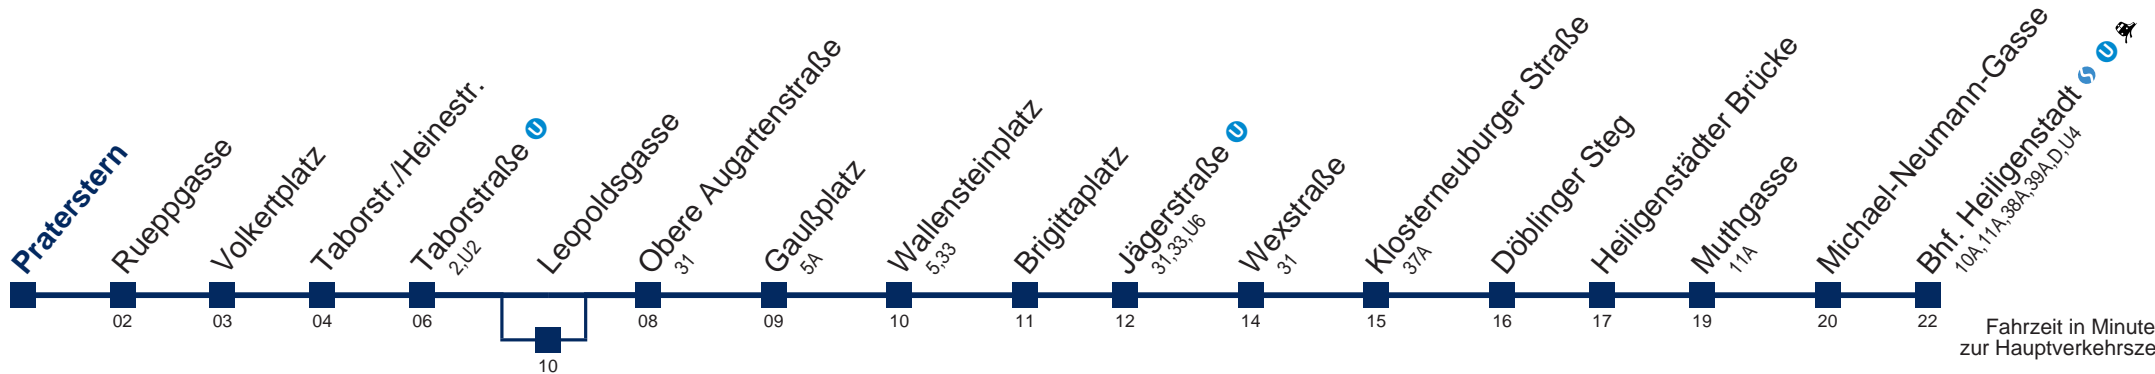 Praterstern
Rueppgasse
02
Volkertplatz
03
Taborstr./Heinestr.
04
Taborstraße U
2,U2
06
Leopoldsgasse
10
Obere Augartenstraße
31
08
Gaußplatz
5A
09
Wallensteinplatz
5,33
10
Brigittaplatz
11
Jägerstraße U
31,33,U6
12
Wexstraße
31
14
Klosterneuburger Straße
37A
15
Döblinger Steg
16
Heiligenstädter Brücke
17
Muthgasse
11A
19
Michael-Neumann-Gasse
20
Bhf. Heiligenstadt S U
10A,11A,38A,39A,D,U4
22
Fahrzeit in Minute
zur Hauptverkehrsze